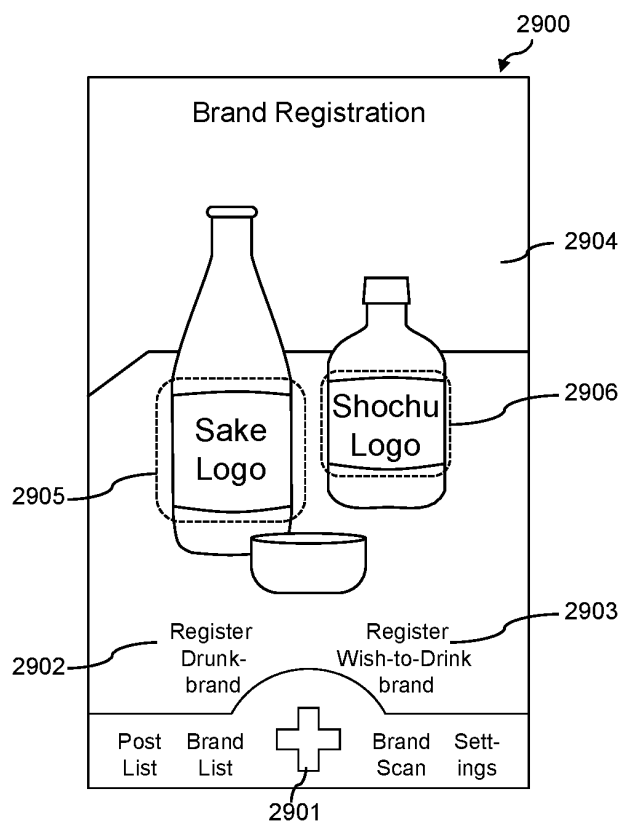 2900
Brand Registration
2904
2906
Sake
Logo
Shochu
Logo
2905
2903
Register
Drunk-
brand
Register
Wish-to-Drink
brand
2902
Post
List
Brand
List
Brand
Scan
Sett-
ings
2901